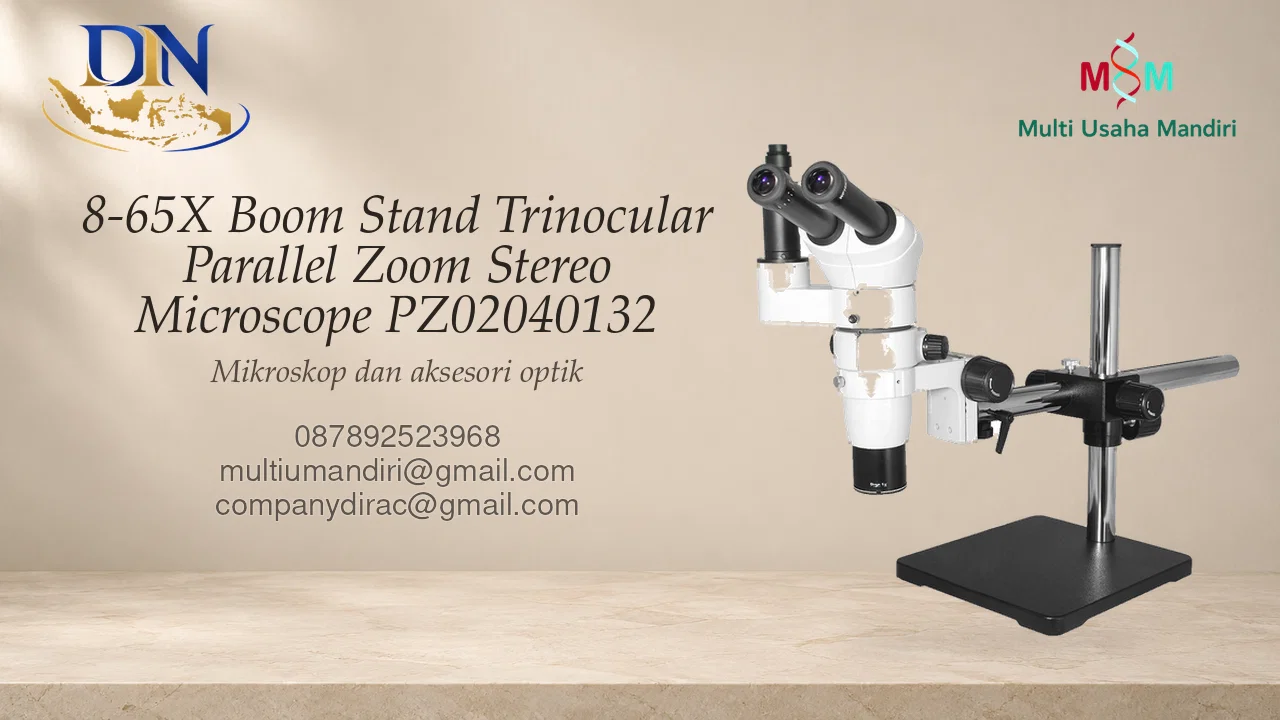 DN
M M
Multi Usaha Mandiri
8-65X Boom Stand Trinocular
Parallel Zoom Stereo
Microscope PZ02040132
Mikroskop dan aksesori optik
087892523968
multiumandiri@gmail.com
companydirac@gmail.com